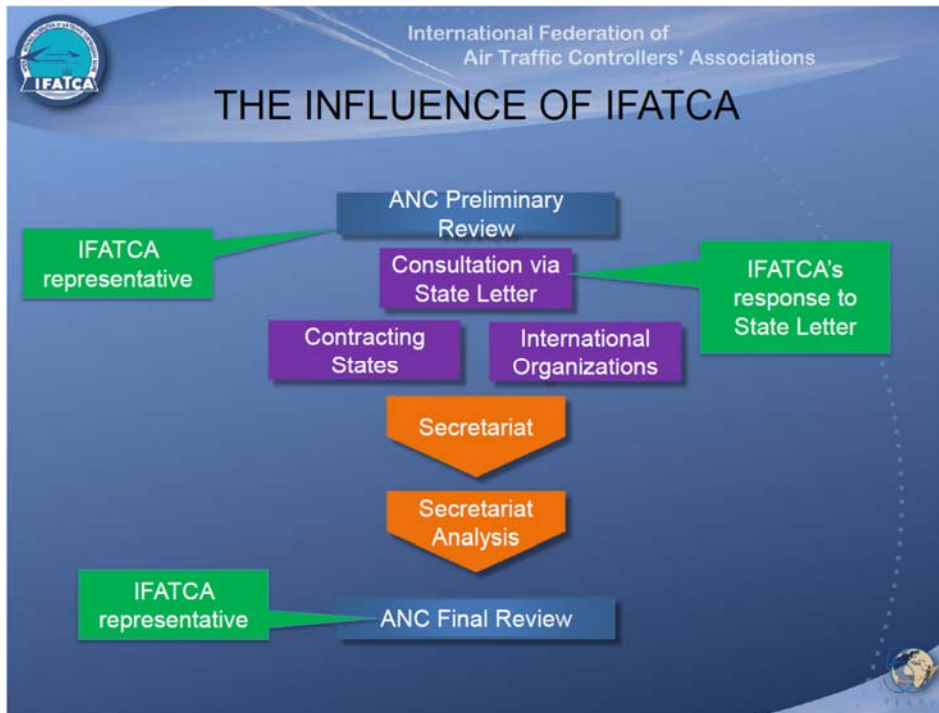 International Federation of
Air Traffic Controllers' Associations
IFATCA
THE INFLUENCE OF IFATCA
ANC Preliminary
Review
IFATCA
representative
Consultation via
State Letter
IFATCA's
response to
State Letter
Contracting
States
International
Organizations
Secretariat
Secretariat
Analysis
IFATCA
representative
ANC Final Review